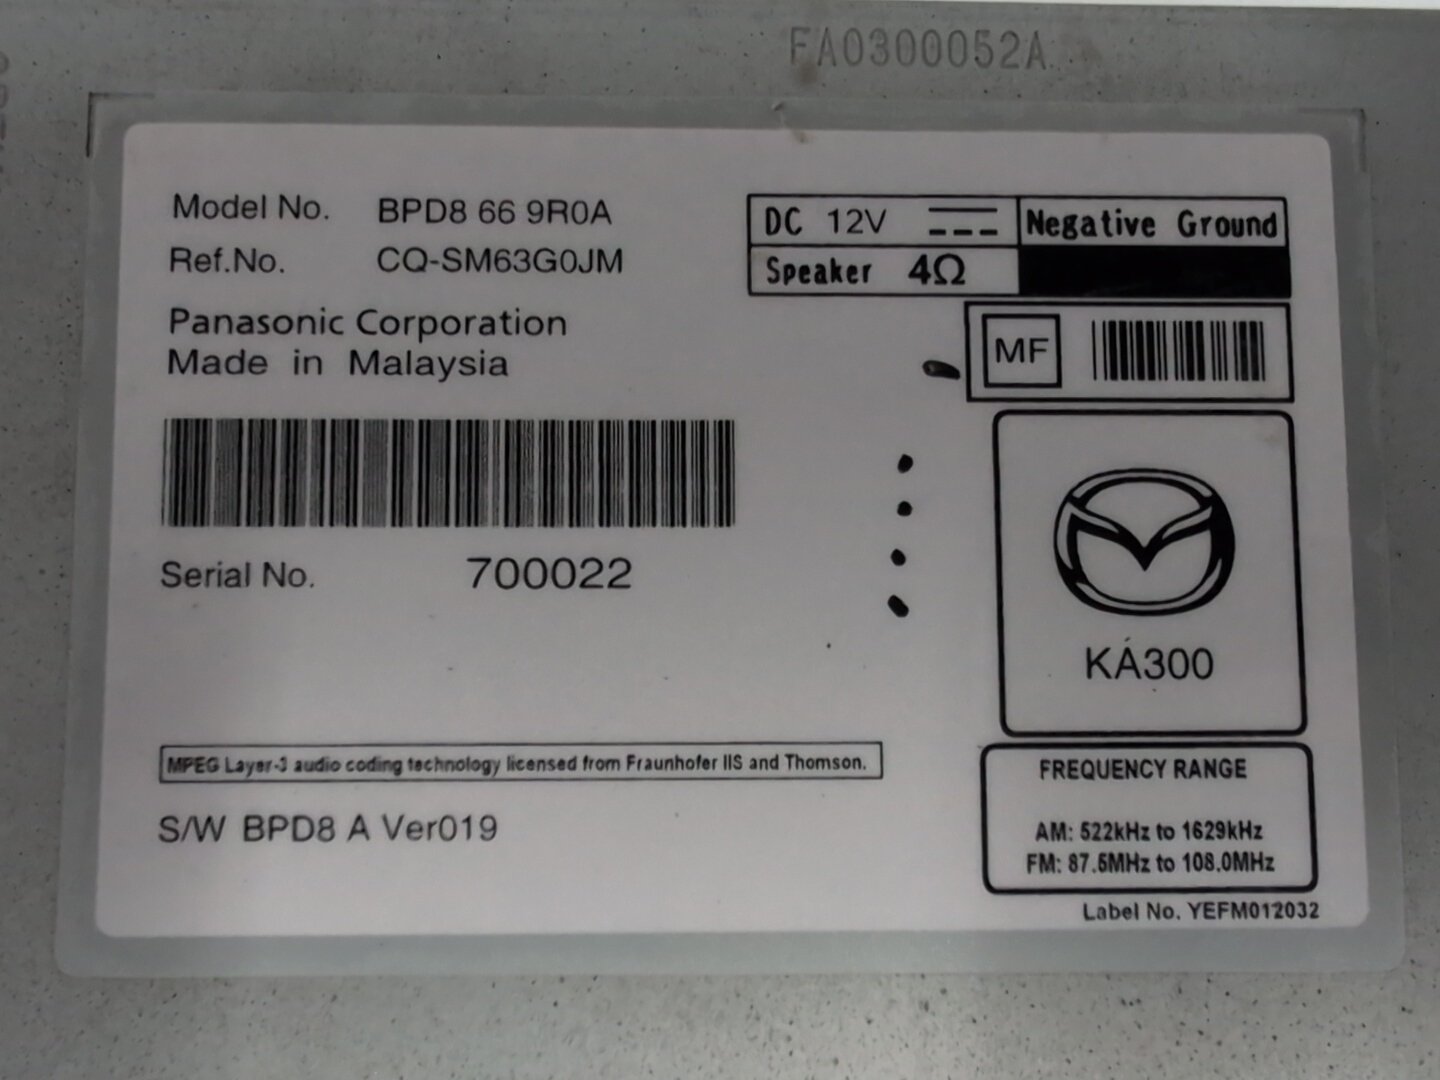 FA0300052A
Model No. BPD8 66 9R0A
Ref.No. CQ-SM63G0JM
Panasonic Corporation
Made in Malaysia
DC 12V Negative Ground
Speaker 4Ω
MF
Serial No. 700022
KA300
MPEG Layer-3 audio coding technology licensed from Fraunhofer IIS and Thomson.
S/W BPD8 A Ver019
FREQUENCY RANGE
AM: 522kHz to 1629kHz
FM: 87.5MHz to 108.0MHz
Label No. YEFM012032